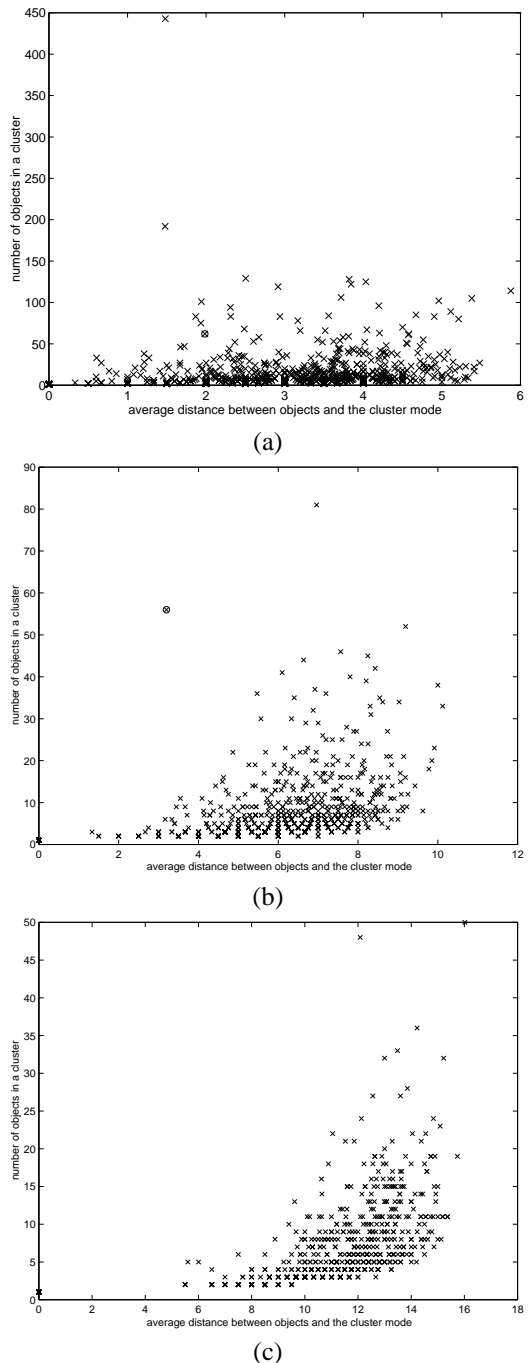 450
400
350
300
250
200
150
100
50
0
number of objects in a cluster
0 1 2 3 4 5 6
average distance between objects and the cluster mode
(a)
90
80
70
60
50
40
30
20
10
0
number of objects in a cluster
0 2 4 6 8 10 12
average distance between objects and the cluster mode
(b)
50
45
40
35
30
25
20
15
10
5
0
number of objects in a cluster
0 2 4 6 8 10 12 14 16 18
average distance between objects and the cluster mode
(c)